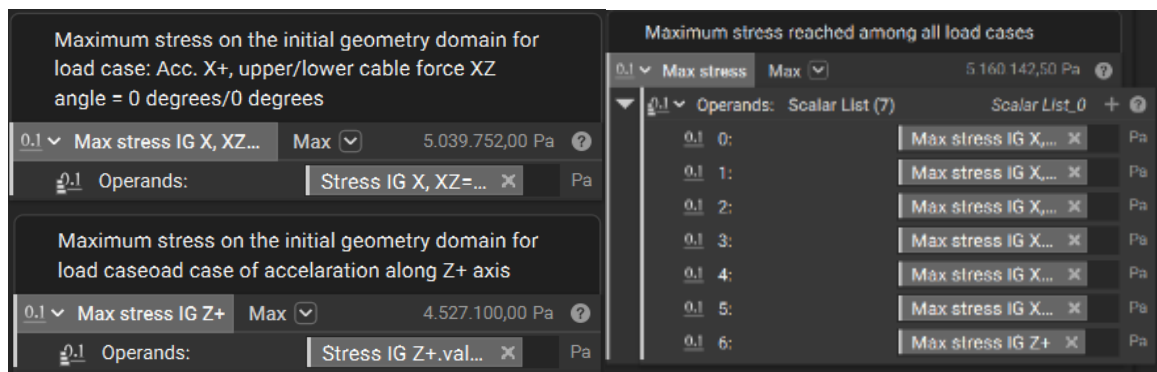 Maximum stress on the initial geometry domain for
load case: Acc. X+, upper/lower cable force XZ
angle = 0 degrees/0 degrees
0.1 Max stress IG X, XZ... Max 5.039.752,00 Pa ?
0.1 Operands: Stress IG X, XZ=... × Pa
Maximum stress on the initial geometry domain for
load caseoad case of accelaration along Z+ axis
0.1 Max stress IG Z+ Max 4.527.100,00 Pa ?
0.1 Operands: Stress IG Z+.val... × Pa
Maximum stress reached among all load cases
0.1 Max stress Max 5 160 142,50 Pa ?
0.1 Operands: Scalar List (7) Scalar List_0 + ?
0.1 0: Max stress IG X,... × Pa
0.1 1: Max stress IG X,... × Pa
0.1 2: Max stress IG X,... × Pa
0.1 3: Max stress IG X... × Pa
0.1 4: Max stress IG X... × Pa
0.1 5: Max stress IG X... × Pa
0.1 6: Max stress IG Z+ × Pa